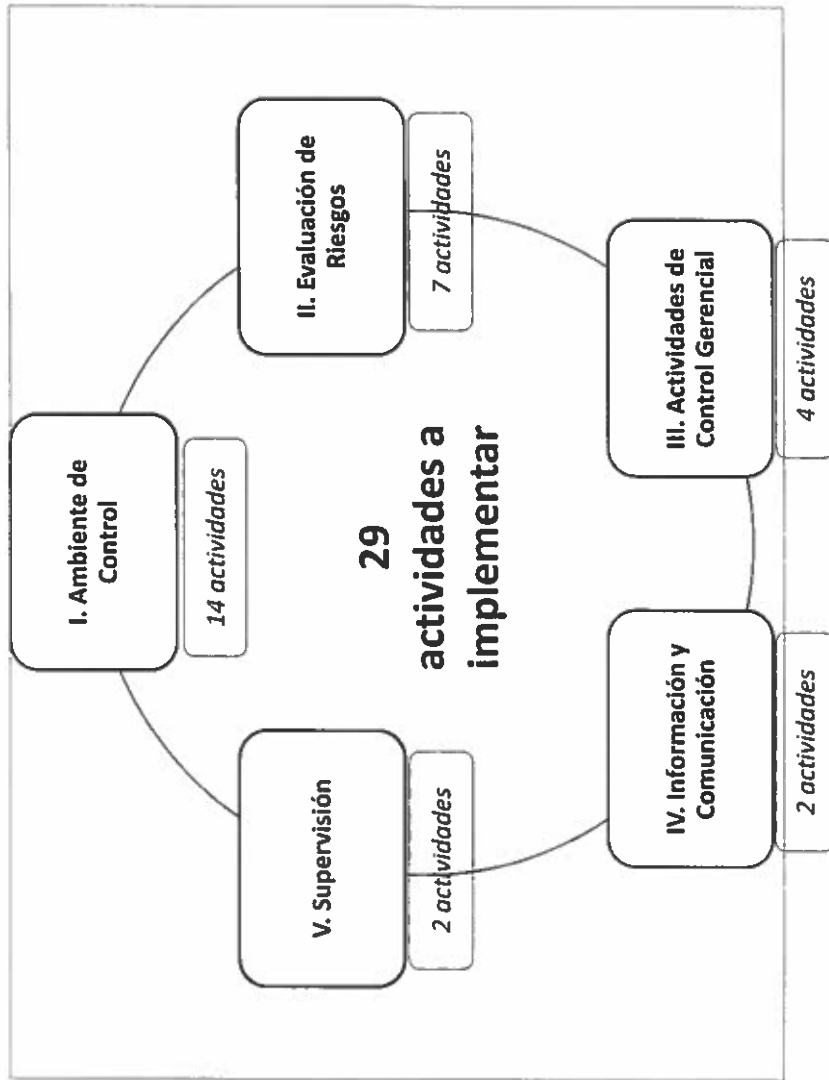 I. Ambiente de
Control
14 actividades
II. Evaluación de
Riesgos
7 actividades
III. Actividades de
Control Gerencial
4 actividades
IV. Información y
Comunicación
2 actividades
V. Supervisión
2 actividades
29
actividades a
implementar